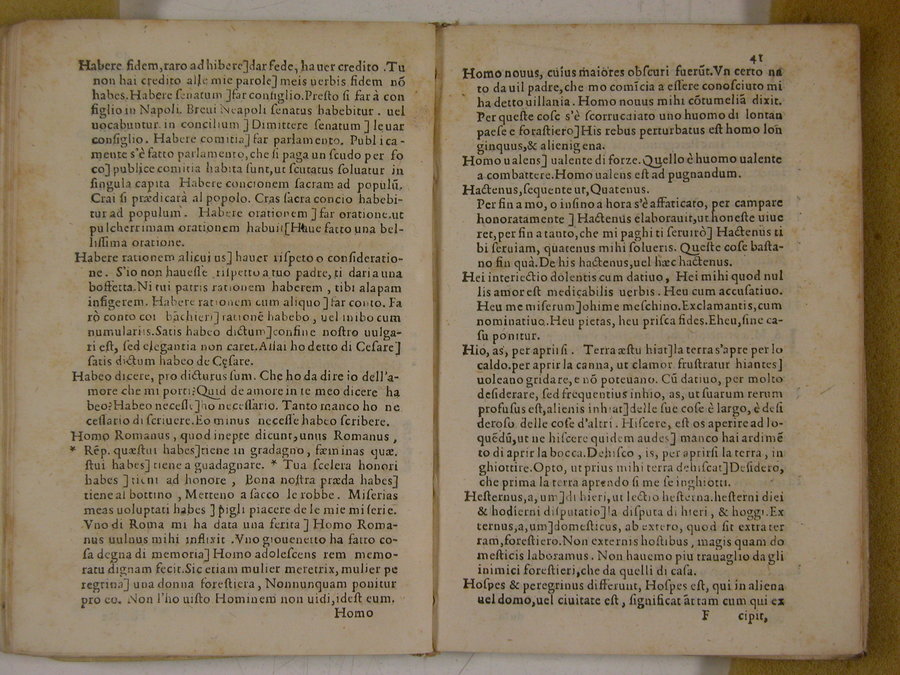 Habere fidem, raro adhibere]dar fede, hauer credito. Tu
non hai credito alle mie parole] meis uerbis fidem nō
habes. Habere senatum ]far consiglio. Presto si farà con
siglio in Napoli. Breui Neapoli senatus habebitur. uel
uocabuntur in concilium ] Dimittere senatum ] leuar
consiglio. Habere comitia] far parlamento. Publica-
mente s'è fatto parlamento, che si paga un scudo per fo
co] publice comitia habita sunt, ut scutatus soluatur in
singula capita Habere concionem sacram ad populū.
Crai si prædicarà al popolo. Cras sacra concio habebi-
tur ad populum. Habere orationem ] far oratione. ut
pulcherrimam orationem habuit[Haue fatto una bel-
lissima oratione.
Habere rationem alicuius] hauer rispeto o consideratio-
ne. S'io non hauesse rispetto a tuo padre, ti daria una
boffetta. Ni tui patris rationem haberem, tibi alapam
infigerem. Habere rationem cum aliquo ] far conto. Fa
rò conto coi bāchieri] rationē habebo, uel inibo cum
numulariis. Satis habeo dictum]confine nostro uulga-
ri est, sed elegantia non caret. Assai ho detto di Cesare]
satis dictum habeo de Cęsare.
Habeo dicere, pro dicturus sum. Che ho da dire io dell'a-
more che mi porti?Quid de amore in te meo dicere ha
beo?Habeo necesse]ho necessario. Tanto manco ho ne
cessario di scriuere. Eo minus necesse habeo scribere.
Homo Romanus, quod inepte dicunt, unus Romanus,
* Rēp. quæstui habes]tiene in gradagno, fæminas quæ.
stui habes] tiene a guadagnare. * Tua scelera honori
habes ] tieni ad honore, Bona nostra præda habes]
tiene al bottino, Metteno a sacco le robbe. Miserias
meas uoluptati habes ] pigli piacere de le mie miserie.
Vno di Roma mi ha data una ferita ] Homo Roma-
nus uulnus mihi inflixit. Vno giouenetto ha fatto co-
sa degna di memoria] Homo adolescens rem memo-
ratu dignam fecit. Sic etiam mulier meretrix, mulier pe
regrina] una donna forestiera, Nonnunquam ponitur
pro eo. Non l'ho uisto Hominem non uidi, idest eum.
Homo
41
Homo nouus, cuius maiores obscuri fuerūt. Vn certo na
to da uil padre, che mo comīcia a essere conosciuto mi
ha detto uillania. Homo nouus mihi cōtumeliā dixit.
Per queste cose s'è scorrucciato uno huomo di lontan
paese e forastiero]His rebus perturbatus est homo lon
ginquus,& alienigena.
Homo ualens] ualente di forze. Quello è huomo ualente
a combattere. Homo ualens est ad pugnandum.
Hactenus, sequente ut, Quatenus.
Per fin a mo, o insino a hora s'è affaticato, per campare
honoratamente ] Hactenus elaborauit, ut honeste uiue
ret, per fin a tanto, che mi paghi ti seruirò] Hactenus ti
bi seruiam, quatenus mihi solueris. Queste cose basta-
no fin quà. De his hactenus, uel hæc hactenus.
Hei interiectio dolentis cum datiuo, Hei mihi quod nul
lis amor est medicabilis uerbis. Heu cum accusatiuo.
Heu me miserum]ohime meschino. Exclamantis, cum
nominatiuo. Heu pietas, heu prisca fides. Eheu, sine ca-
su ponitur.
Hio, as, per aprirsi. Terra æstu hiat]la terra s'apre per lo
caldo. per aprir la canna, ut clamor frustratur hiantes]
uoleano gridare, e nō poteuano. Cū datiuo, per molto
desiderare, sed frequentius inhio, as, ut suarum rerum
profusus est, alienis inhiat]delle sue cose è largo, è desi
deroso delle cose d'altri. Hiscere, est os aperire ad lo-
quēdū, ut ne hiscere quidem audes] manco hai ardimē
to di aprir la bocca. Dehisco, is, per aprirsi la terra, in
ghiottire. Opto, ut prius mihi terra dehiscat]Desidero,
che prima la terra aprendosi me se inghiotti.
Hesternus, a, um]di hieri, ut lectio hesterna. hesterni diei
& hodierni disputatio]la disputa di hieri, & hoggi. Ex
ternus, a, um]domesticus, ab extero, quod sit extra ter
ram, forestiero. Non externis hostibus, magis quam do
mesticis laboramus. Non hauemo piu trauaglio da gli
inimici forestieri, che da quelli di casa.
Hospes & peregrinus differunt, Hospes est, qui in aliena
uel domo, uel ciuitate est, significat āt tam cum qui ex
F cipit,